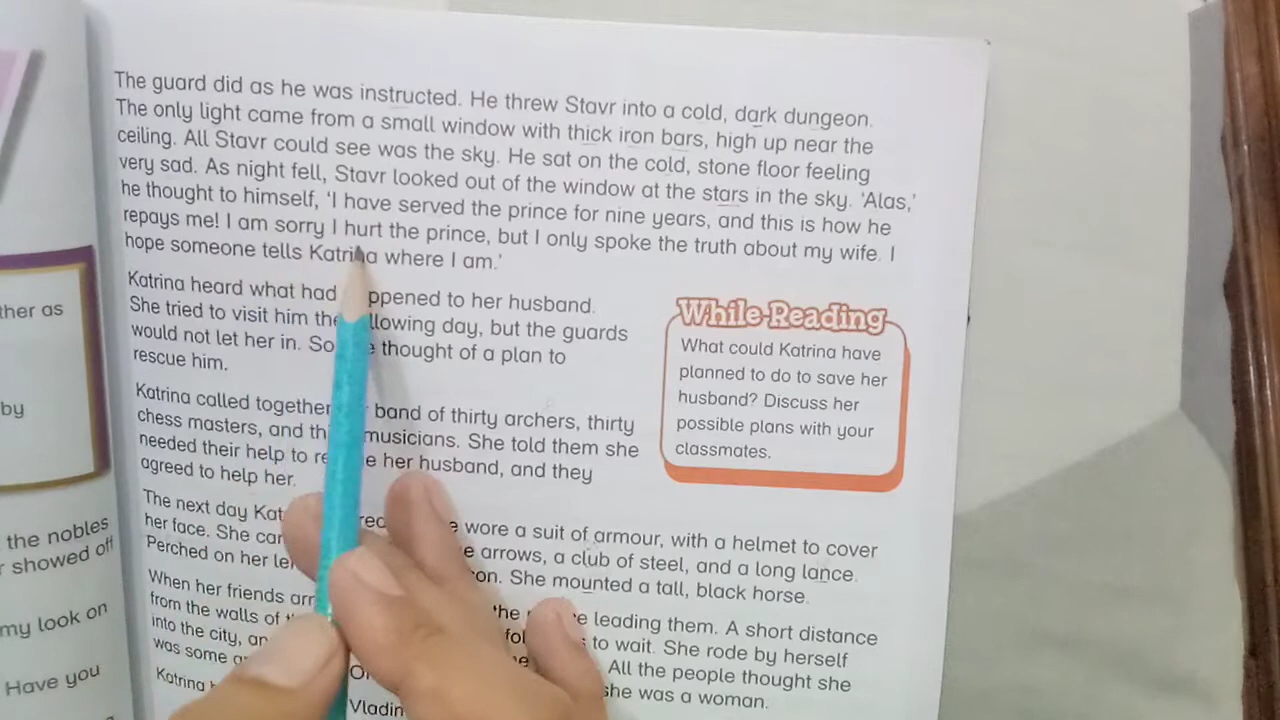 The guard did as he was instructed. He threw Stavr into a cold, dark dungeon.
The only light came from a small window with thick iron bars, high up near the
ceiling. All Stavr could see was the sky. He sat on the cold, stone floor feeling
very sad. As night fell, Stavr looked out of the window at the stars in the sky. 'Alas,'
he thought to himself, 'I have served the prince for nine years, and this is how he
repays me! I am sorry I hurt the prince, but I only spoke the truth about my wife. I
hope someone tells Katrina where I am.'
Katrina heard what had ppened to her husband.
She tried to visit him the llowing day, but the guards
would not let her in. So thought of a plan to
rescue him.
Katrina called together band of thirty archers, thirty
chess masters, and musicians. She told them she
needed their help to her husband, and they
agreed to help her.
The next day wore a suit of armour, with a helmet to cover
her face. She arrows, a club of steel, and a long lance.
Perched on her She mounted a tall, black horse.
When her friends leading them. A short distance
from the walls of to wait. She rode by herself
into the city, All the people thought she
was some she was a woman.
While-Reading
What could Katrina have
planned to do to save her
husband? Discuss her
possible plans with your
classmates.
ther as
by
the nobles
showed off
my look on
Have you